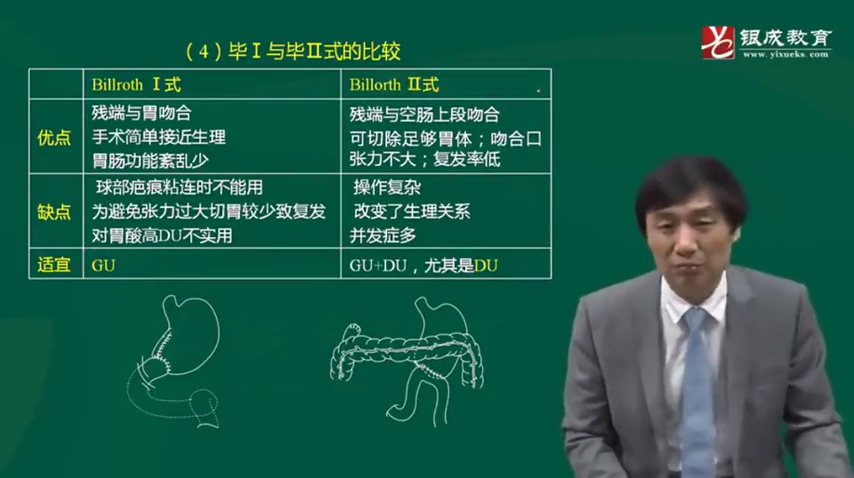 银成教育
www.yixueks.com
(4)毕Ⅰ与毕Ⅱ式的比较
Billroth Ⅰ式
Billorth Ⅱ式
优点
残端与胃吻合
手术简单接近生理
胃肠功能紊乱少
残端与空肠上段吻合
可切除足够胃体；吻合口
张力不大；复发率低
缺点
球部疤痕粘连时不能用
为避免张力过大切胃较少致复发
对胃酸高DU不实用
操作复杂
改变了生理关系
并发症多
适宜
GU
GU+DU，尤其是DU